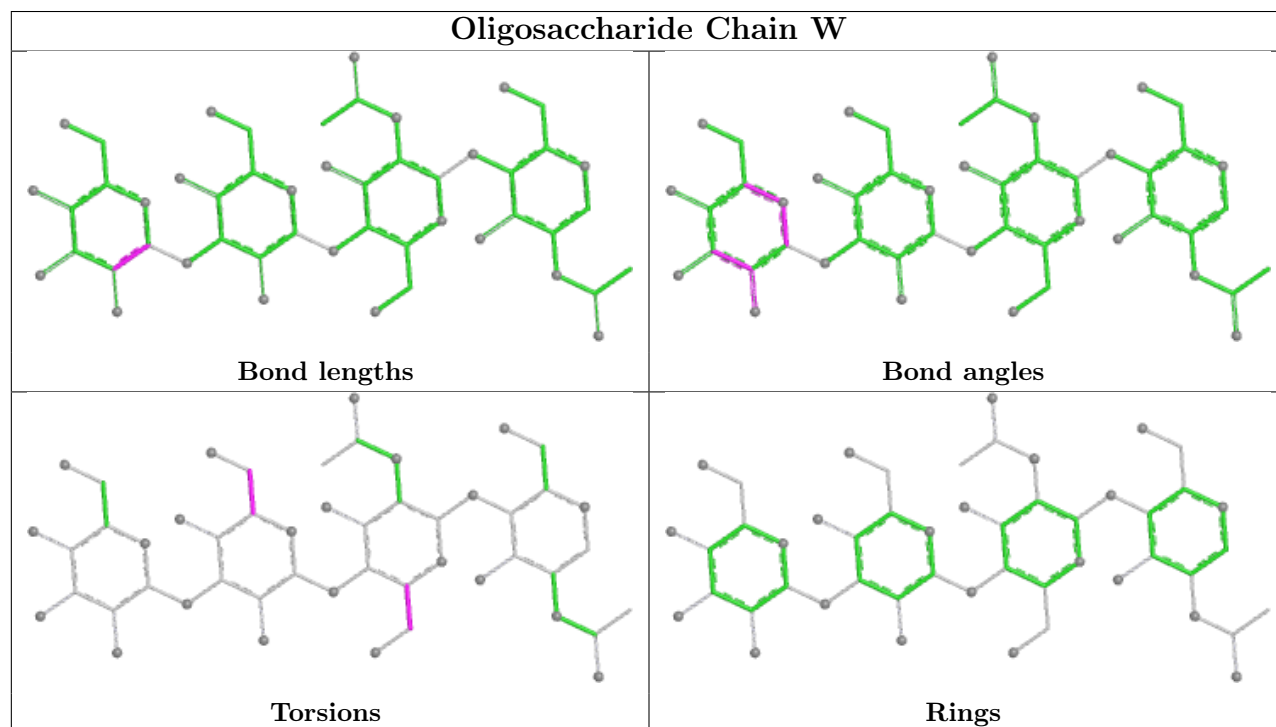 Oligosaccharide Chain W
Bond lengths
Bond angles
Torsions
Rings